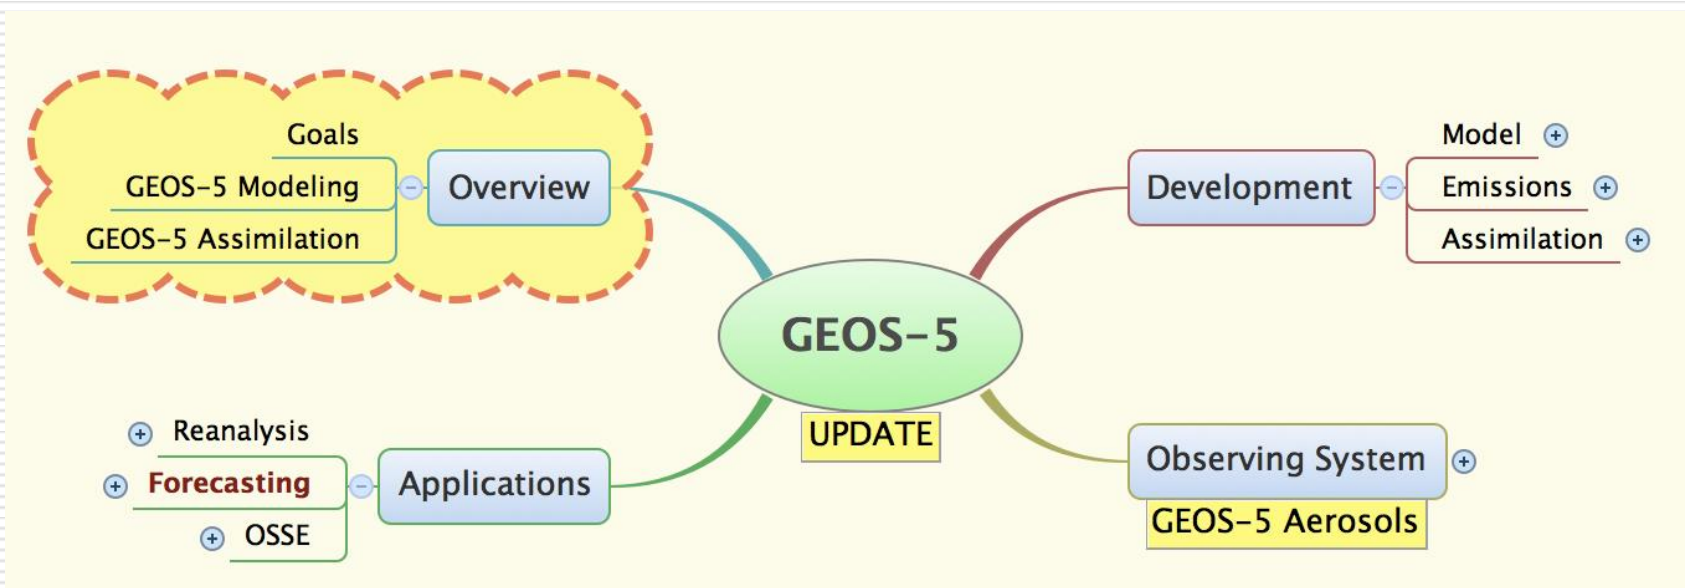 Goals
GEOS-5 Modeling
GEOS-5 Assimilation
Overview
Development
Model
Emissions
Assimilation
GEOS-5
UPDATE
Reanalysis
Forecasting
OSSE
Applications
Observing System
GEOS-5 Aerosols